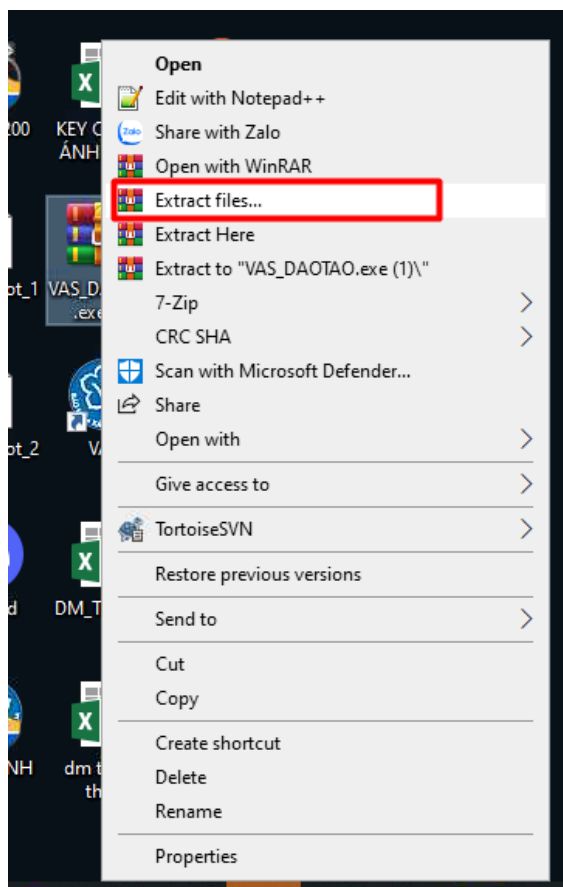 Open
Edit with Notepad++
Share with Zalo
Open with WinRAR
Extract files...
Extract Here
Extract to "VAS_DAOTAO.exe (1)\"
7-Zip
CRC SHA
Scan with Microsoft Defender...
Share
Open with
Give access to
TortoiseSVN
Restore previous versions
Send to
Cut
Copy
Create shortcut
Delete
Rename
Properties
KEY
ÁNH